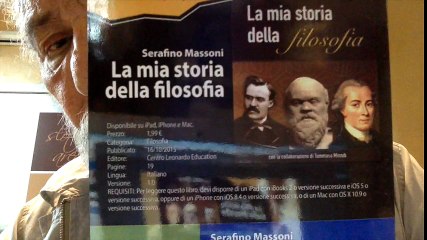 La mia storia
della filosofia
Serafino Massoni
La mia storia
della filosofia
Disponibile su iPad, iPhone e Mac.
Prezzo: 1,99 €
Categoria: Filosofia
Pubblicato: 16/10/2015
Editore: Centro Leonardo Education
Pagine: 19
Lingua: Italiano
Versione: 1.0
con la collaborazione di Tommaso
REQUISITI: Per leggere questo libro, devi disporre di un iPad con iBooks 2 o versione successiva e iOS 5 o
versione successiva, oppure di un iPhone con iOS 8.4 o versione successiva, o di un Mac con OS X 10.9 o
versione successiva.
Serafino Massoni